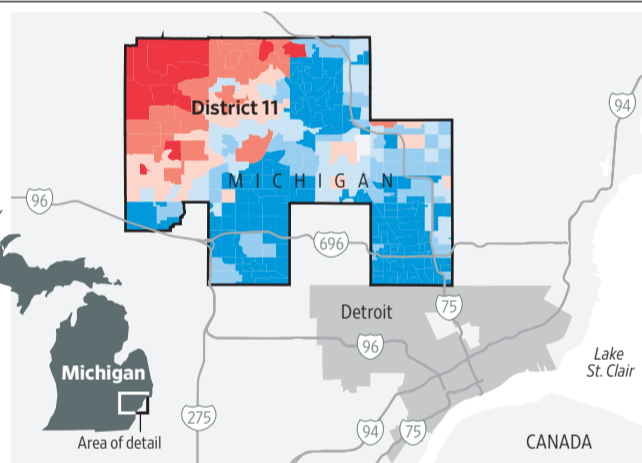 94
District 11
MICHIGAN
96
696
75
Detroit
96
Lake
St. Clair
Michigan
275
94
75
Area of detail
CANADA